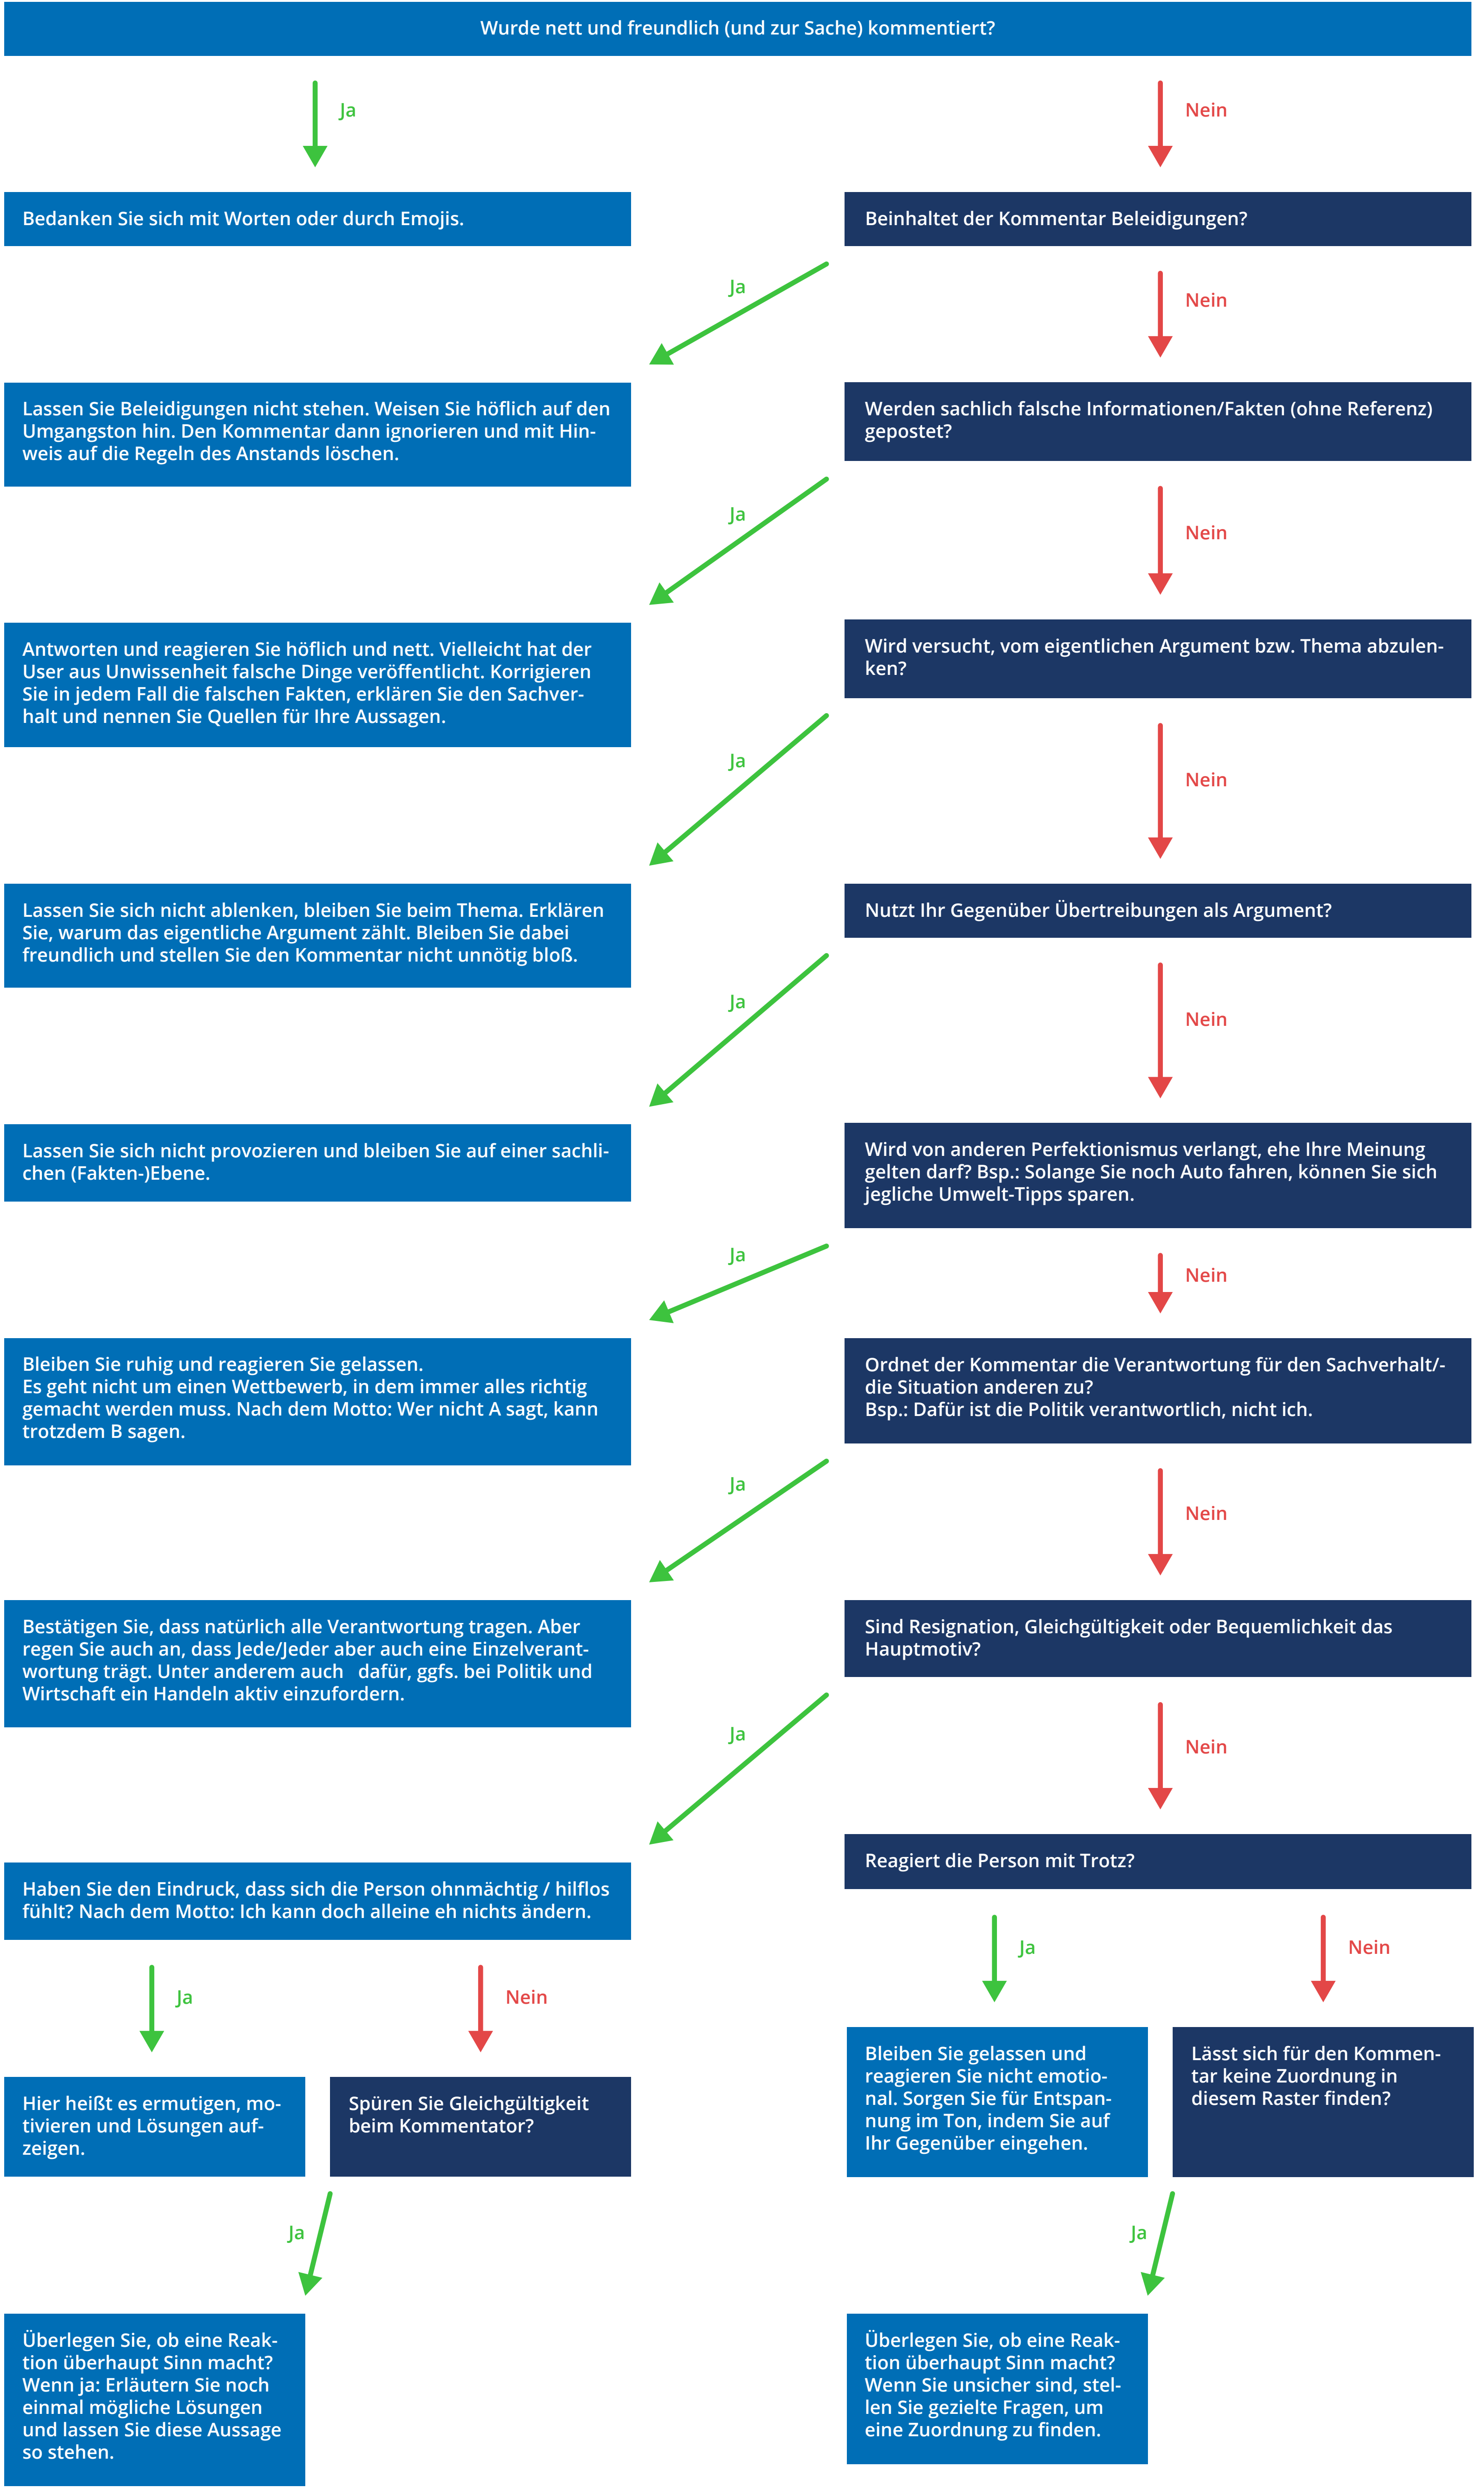 Wurde nett und freundlich (und zur Sache) kommentiert?
Ja
Nein
Bedanken Sie sich mit Worten oder durch Emojis.
Beinhaltet der Kommentar Beleidigungen?
Ja
Nein
Lassen Sie Beleidigungen nicht stehen. Weisen Sie höflich auf den
Umgangston hin. Den Kommentar dann ignorieren und mit Hin-
weis auf die Regeln des Anstands löschen.
Werden sachlich falsche Informationen/Fakten (ohne Referenz)
gepostet?
Ja
Nein
Antworten und reagieren Sie höflich und nett. Vielleicht hat der
User aus Unwissenheit falsche Dinge veröffentlicht. Korrigieren
Sie in jedem Fall die falschen Fakten, erklären Sie den Sachver-
halt und nennen Sie Quellen für Ihre Aussagen.
Wird versucht, vom eigentlichen Argument bzw. Thema abzulen-
ken?
Ja
Nein
Lassen Sie sich nicht ablenken, bleiben Sie beim Thema. Erklären
Sie, warum das eigentliche Argument zählt. Bleiben Sie dabei
freundlich und stellen Sie den Kommentar nicht unnötig bloß.
Nutzt Ihr Gegenüber Übertreibungen als Argument?
Ja
Nein
Lassen Sie sich nicht provozieren und bleiben Sie auf einer sachli-
chen (Fakten-)Ebene.
Wird von anderen Perfektionismus verlangt, ehe Ihre Meinung
gelten darf? Bsp.: Solange Sie noch Auto fahren, können Sie sich
jegliche Umwelt-Tipps sparen.
Ja
Nein
Bleiben Sie ruhig und reagieren Sie gelassen.
Es geht nicht um einen Wettbewerb, in dem immer alles richtig
gemacht werden muss. Nach dem Motto: Wer nicht A sagt, kann
trotzdem B sagen.
Ordnet der Kommentar die Verantwortung für den Sachverhalt/-
die Situation anderen zu?
Bsp.: Dafür ist die Politik verantwortlich, nicht ich.
Ja
Nein
Bestätigen Sie, dass natürlich alle Verantwortung tragen. Aber
regen Sie auch an, dass Jede/Jeder aber auch eine Einzelverant-
wortung trägt. Unter anderem auch   dafür, ggfs. bei Politik und
Wirtschaft ein Handeln aktiv einzufordern.
Sind Resignation, Gleichgültigkeit oder Bequemlichkeit das
Hauptmotiv?
Ja
Nein
Haben Sie den Eindruck, dass sich die Person ohnmächtig / hilflos
fühlt? Nach dem Motto: Ich kann doch alleine eh nichts ändern.
Reagiert die Person mit Trotz?
Ja
Nein
Ja
Nein
Hier heißt es ermutigen, mo-
tivieren und Lösungen auf-
zeigen.
Spüren Sie Gleichgültigkeit
beim Kommentator?
Bleiben Sie gelassen und
reagieren Sie nicht emotio-
nal. Sorgen Sie für Entspan-
nung im Ton, indem Sie auf
Ihr Gegenüber eingehen.
Lässt sich für den Kommen-
tar keine Zuordnung in
diesem Raster finden?
Ja
Ja
Überlegen Sie, ob eine Reak-
tion überhaupt Sinn macht?
Wenn ja: Erläutern Sie noch
einmal mögliche Lösungen
und lassen Sie diese Aussage
so stehen.
Überlegen Sie, ob eine Reak-
tion überhaupt Sinn macht?
Wenn Sie unsicher sind, stel-
len Sie gezielte Fragen, um
eine Zuordnung zu finden.